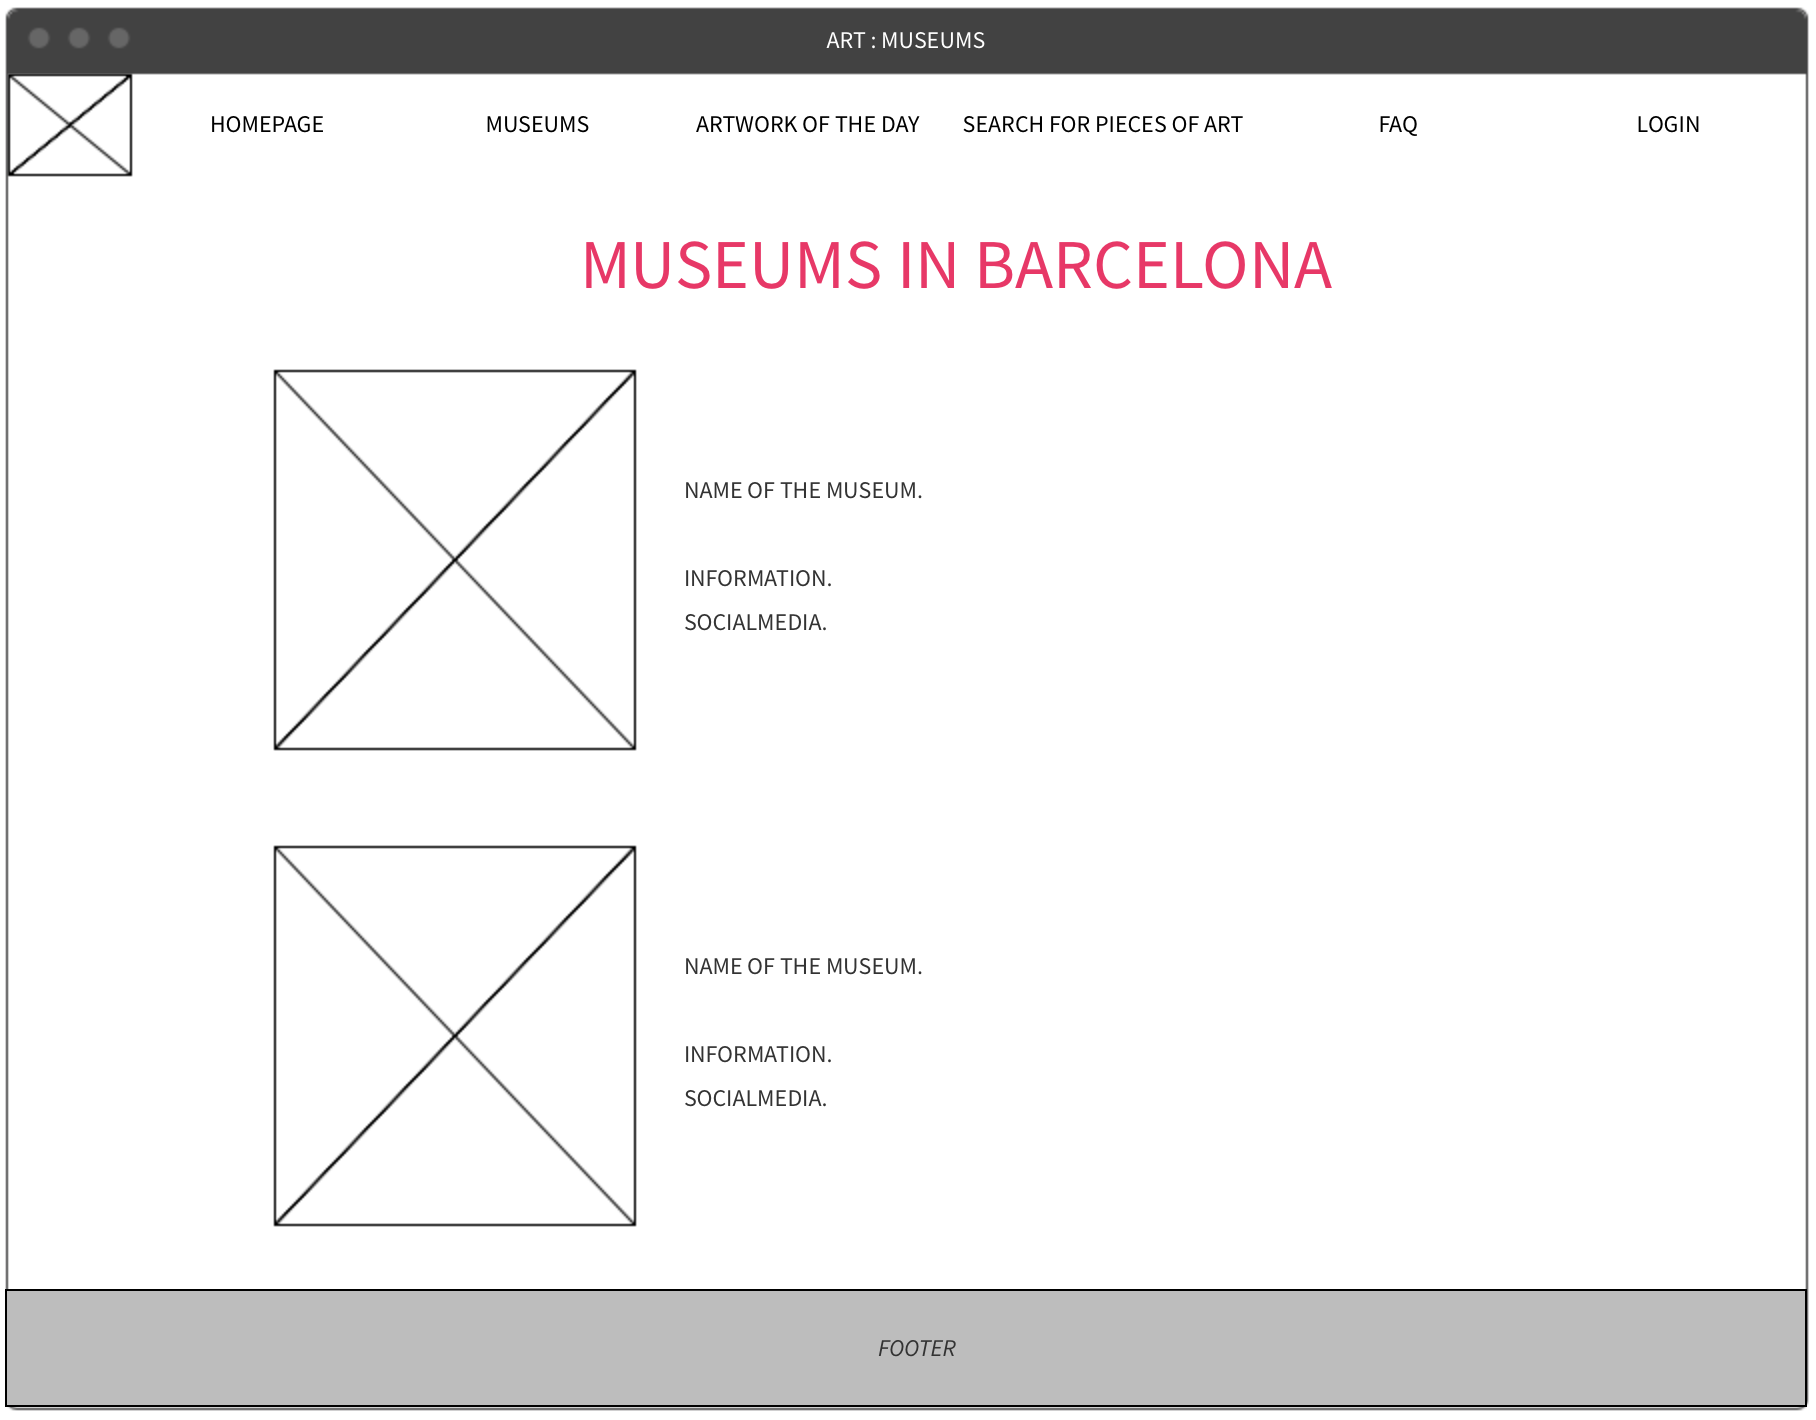 ART : MUSEUMS
HOMEPAGE MUSEUMS ARTWORK OF THE DAY SEARCH FOR PIECES OF ART FAQ LOGIN
MUSEUMS IN BARCELONA
NAME OF THE MUSEUM.
INFORMATION.
SOCIALMEDIA.
NAME OF THE MUSEUM.
INFORMATION.
SOCIALMEDIA.
FOOTER